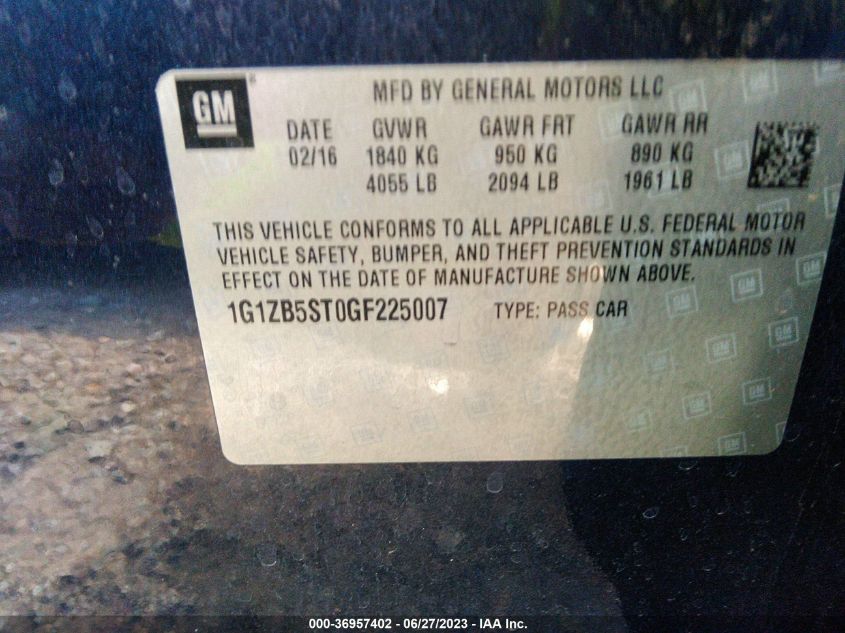 GM
MFD BY GENERAL MOTORS LLC
DATE GVWR GAWR FRT GAWR RR
02/16 1840 KG 950 KG 890 KG
4055 LB 2094 LB 1961 LB
THIS VEHICLE CONFORMS TO ALL APPLICABLE U.S. FEDERAL MOTOR
VEHICLE SAFETY, BUMPER, AND THEFT PREVENTION STANDARDS IN
EFFECT ON THE DATE OF MANUFACTURE SHOWN ABOVE.
1G1ZB5ST0GF225007 TYPE: PASS CAR
000-36957402 - 06/27/2023 - IAA Inc.